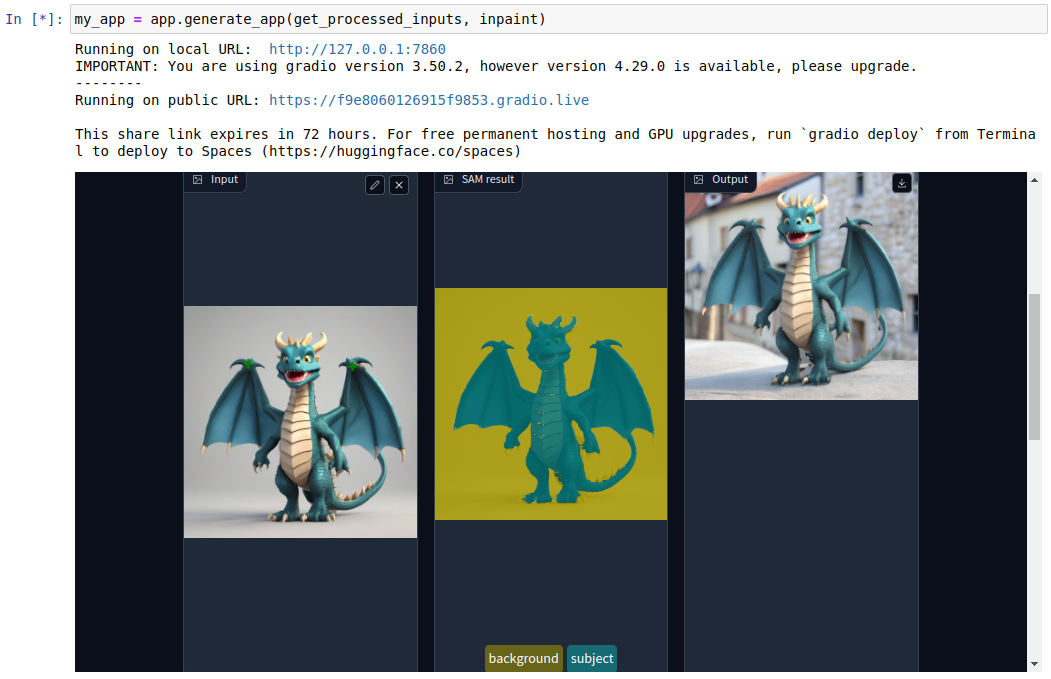 In [*]: my_app = app.generate_app(get_processed_inputs, inpaint)
Running on local URL:  http://127.0.0.1:7860
IMPORTANT: You are using gradio version 3.50.2, however version 4.29.0 is available, please upgrade.
--------
Running on public URL: https://f9e8060126915f9853.gradio.live
This share link expires in 72 hours. For free permanent hosting and GPU upgrades, run `gradio deploy` from Termina
l to deploy to Spaces (https://huggingface.co/spaces)
Input
SAM result
Output
background subject